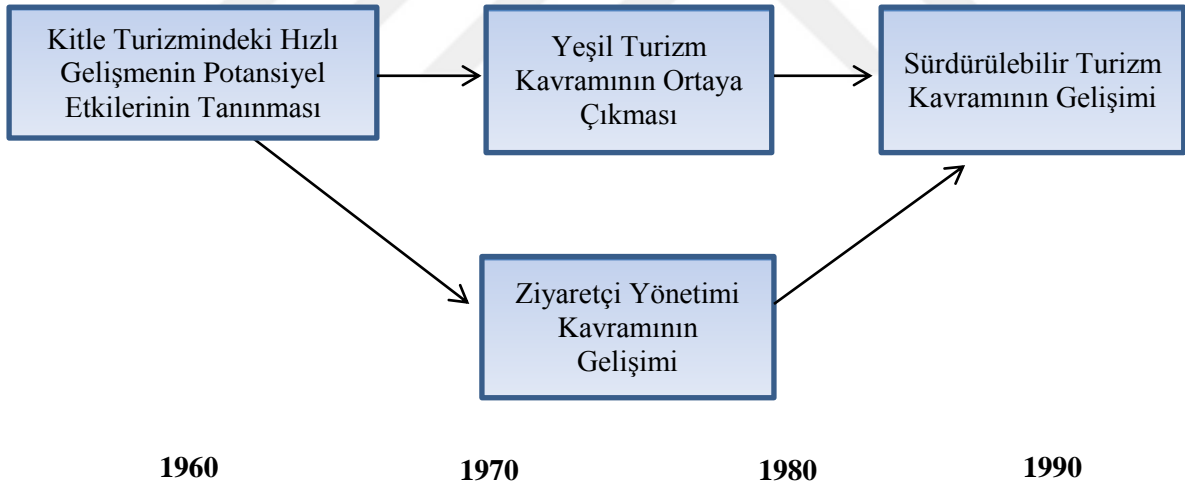 Kitle Turizmindeki Hızlı
Gelişmenin Potansiyel
Etkilerinin Tanınması
Yeşil Turizm
Kavramının Ortaya
Çıkması
Sürdürülebilir Turizm
Kavramının Gelişimi
Ziyaretçi Yönetimi
Kavramının
Gelişimi
1960 1970 1980 1990